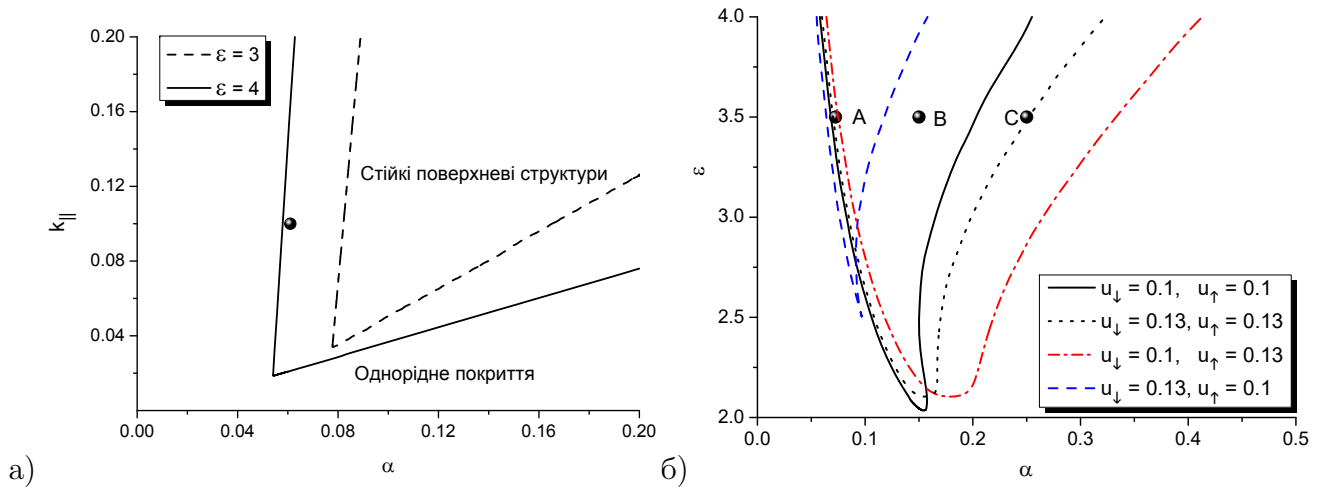 0.20
0.16
0.12
0.08
0.04
k||
ε = 3
ε = 4
Стійкі поверхневі структури
Однорідне покриття
0.00 0.04 0.08 0.12 0.16 0.20
α
а)
4.0
3.5
3.0
2.5
2.0
ε
A
B
C
u↓ = 0.1, u↑ = 0.1
u↓ = 0.13, u↑ = 0.13
u↓ = 0.1, u↑ = 0.13
u↓ = 0.13, u↑ = 0.1
0.0 0.1 0.2 0.3 0.4 0.5
α
б)